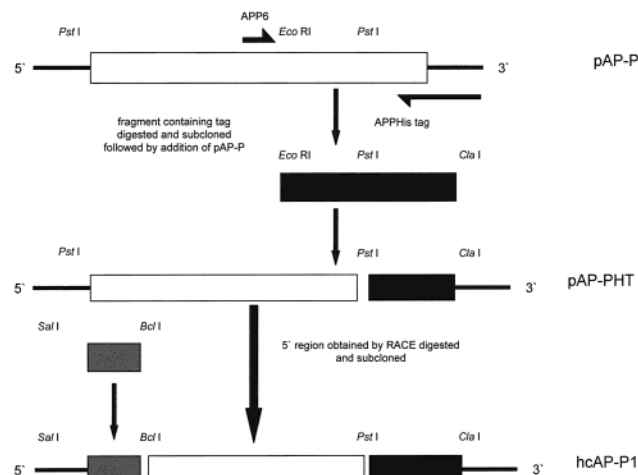 APP6
Pst I
Eco RI
Pst I
pAP-P
5`
3`
fragment containing tag
digested and subcloned
followed by addition of pAP-P
APPHis tag
Eco RI
Pst I
Cla I
Pst I
Pst I
Cla I
5`
3`
pAP-PHT
Sal I
Bcl I
5` region obtained by RACE digested
and subcloned
Sal I
Bcl I
Pst I
Cla I
5`
3`
hcAP-P1